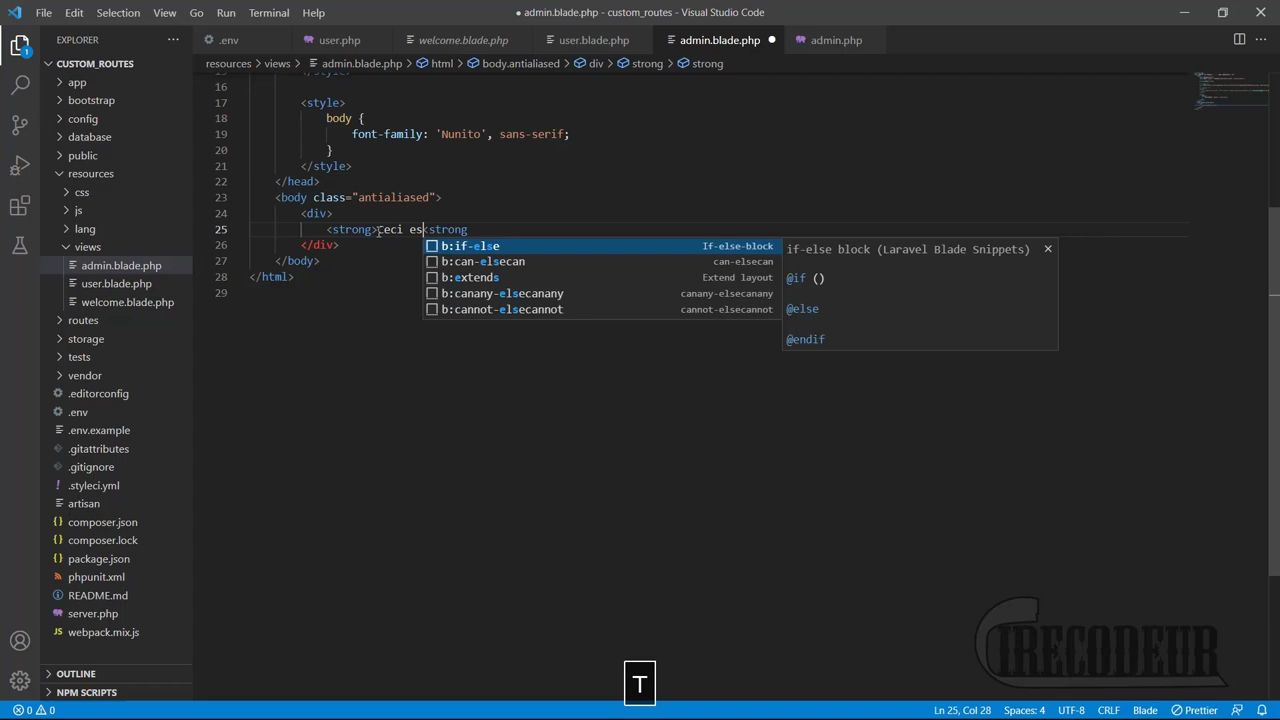 File Edit Selection View Go Run Terminal Help
● admin.blade.php - custom_routes - Visual Studio Code
EXPLORER
.env
user.php
welcome.blade.php
user.blade.php
admin.blade.php
admin.php
CUSTOM_ROUTES
resources > views > admin.blade.php > html > body.antialiased > div > strong > strong
1
app
bootstrap
config
database
public
resources
css
js
lang
views
admin.blade.php
user.blade.php
welcome.blade.php
routes
storage
tests
vendor
.editorconfig
.env
.env.example
.gitattributes
.gitignore
.styleci.yml
artisan
composer.json
composer.lock
package.json
phpunit.xml
README.md
server.php
webpack.mix.js
OUTLINE
NPM SCRIPTS
15 </style>
16
17 <style>
18 body {
19 font-family: 'Nunito', sans-serif;
20 }
21 </style>
22 </head>
23 <body class="antialiased">
24 <div>
25 <strong>Ceci es<strong
26 </div>
27 </body>
28 </html>
29
b:if-else If-else-block
b:can-elsecan can-elsecan
b:extends Extend layout
b:canany-elsecanany canany-elsecanany
b:cannot-elsecannot cannot-elsecannot
if-else block (Laravel Blade Snippets)
@if ()
@else
@endif
T
IRECODEUR
0 0
Ln 25, Col 28 Spaces: 4 UTF-8 CRLF Blade Prettier